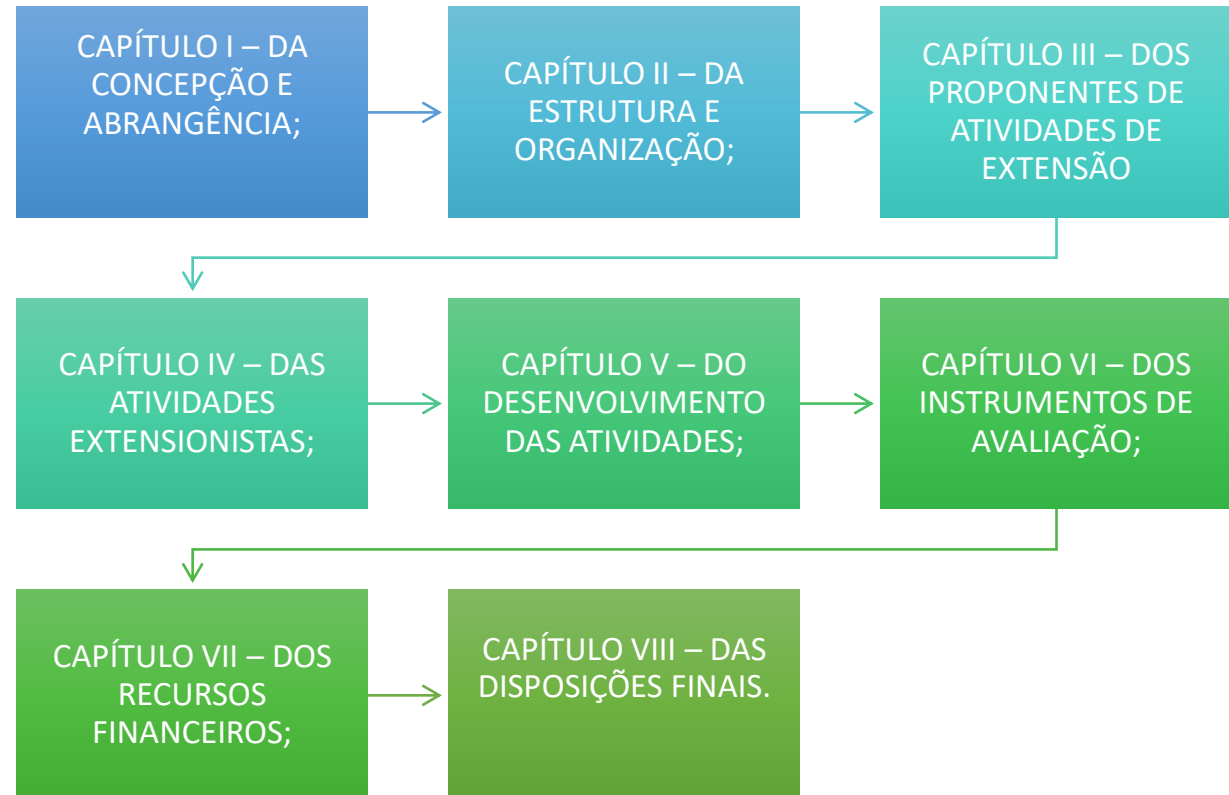 CAPÍTULO I – DA
CONCEPÇÃO E
ABRANGÊNCIA;
CAPÍTULO II – DA
ESTRUTURA E
ORGANIZAÇÃO;
CAPÍTULO III – DOS
PROPONENTES DE
ATIVIDADES DE
EXTENSÃO
CAPÍTULO IV – DAS
ATIVIDADES
EXTENSIONISTAS;
CAPÍTULO V – DO
DESENVOLVIMENTO
DAS ATIVIDADES;
CAPÍTULO VI – DOS
INSTRUMENTOS DE
AVALIAÇÃO;
CAPÍTULO VII – DOS
RECURSOS
FINANCEIROS;
CAPÍTULO VIII – DAS
DISPOSIÇÕES FINAIS.